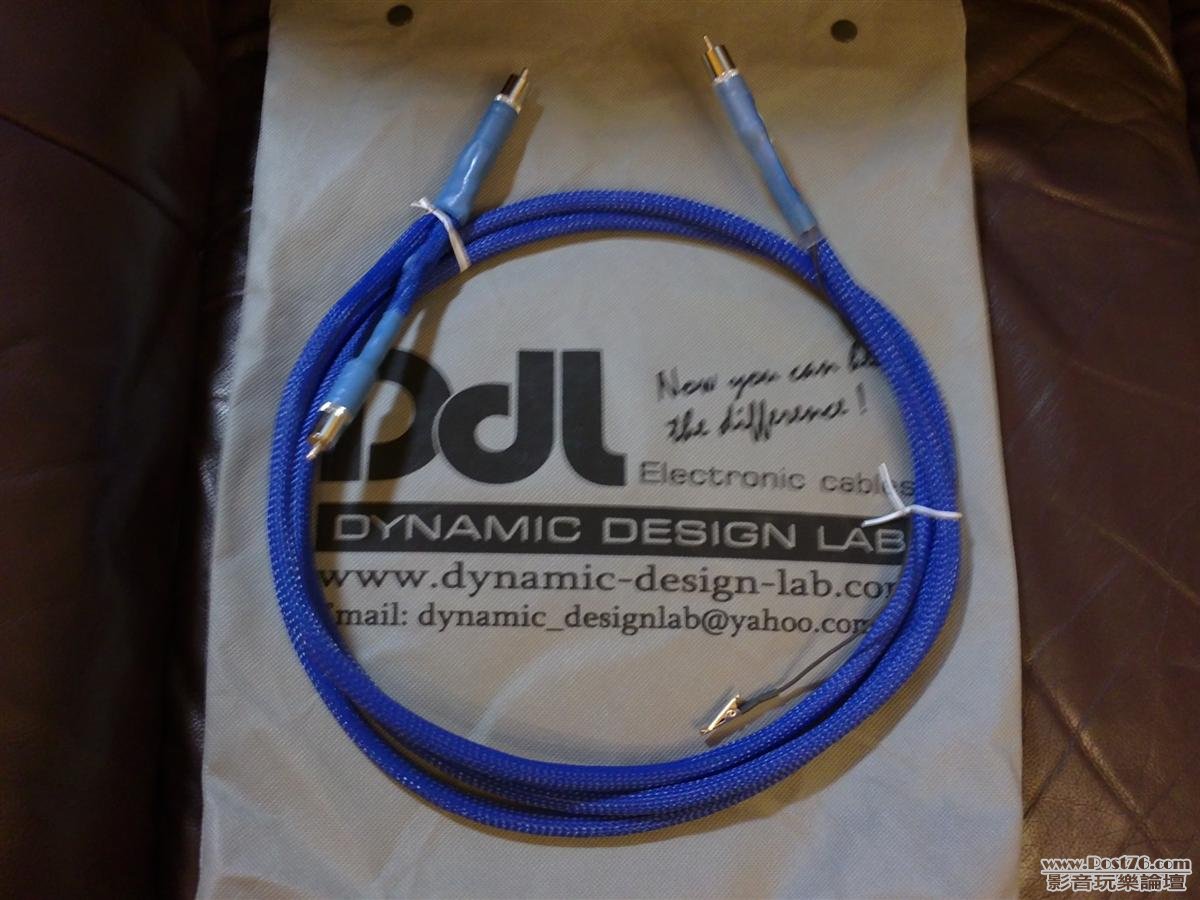 Ddl
Now you can
the difference!
Electronic cables
DYNAMIC DESIGN LAB
www.dynamic-design-lab.com
Email: dynamic_designlab@yahoo.com
www.Post76.com
影音玩樂論壇